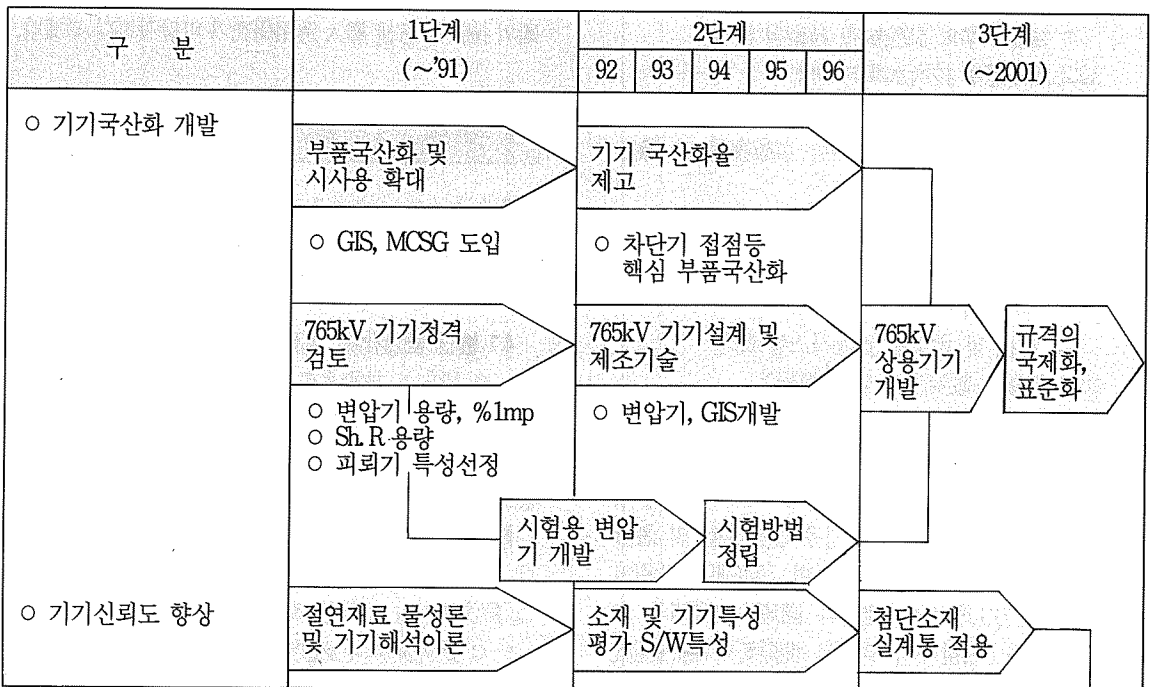 구 분
1단계
(~'91)
2단계
92 93 94 95 96
3단계
(~2001)
○ 기기국산화 개발
부품국산화 및
시사용 확대
기기 국산화율
제고
○ GIS, MCSG 도입
○ 차단기 접점등
핵심 부품국산화
765kV 기기정격
검토
765kV 기기설계 및
제조기술
765kV
상용기기
개발
규격의
국제화,
표준화
○ 변압기 용량, %1mp
○ Sh.R 용량
○ 피뢰기 특성선정
○ 변압기, GIS개발
시험용 변압
기 개발
시험방법
정립
○ 기기신뢰도 향상
절연재료 물성론
및 기기해석이론
소재 및 기기특성
평가 S/W특성
첨단소재
실계통 적용